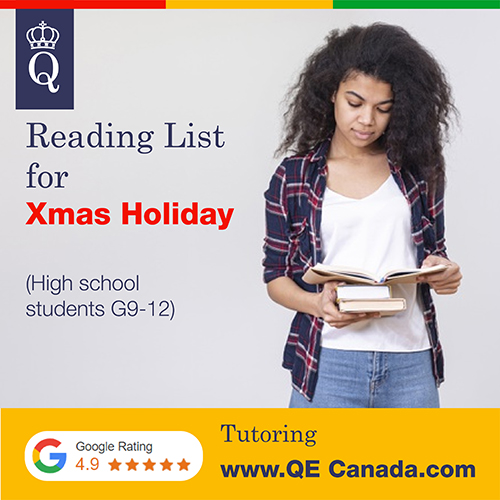 Q
Reading List
for
Xmas Holiday
(High school
students G9-12)
G
Google Rating
4.9
Tutoring
www.QE Canada.com